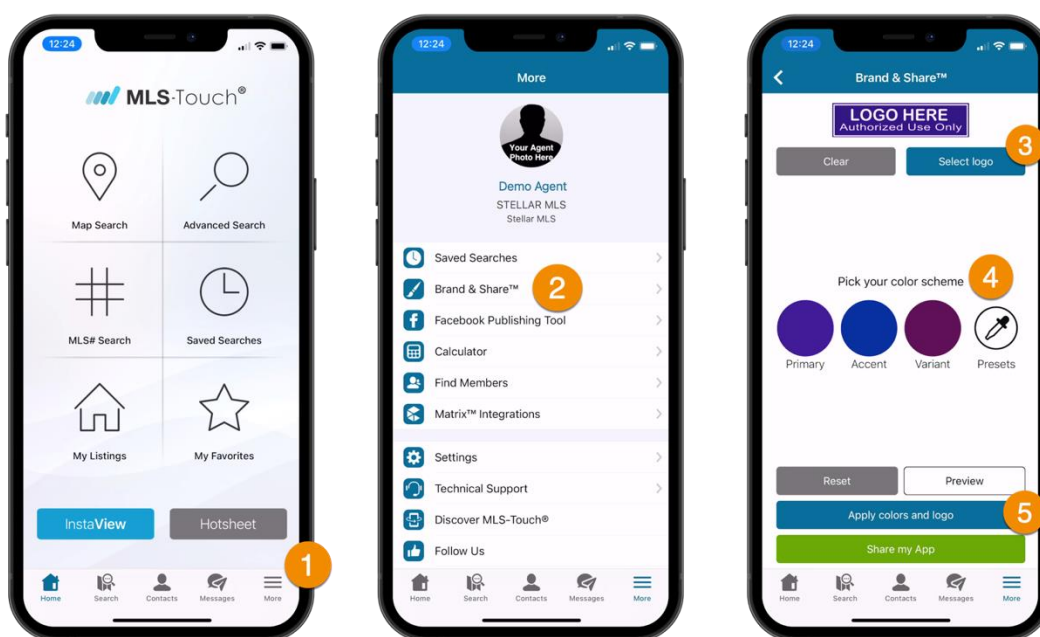 12:24
MLS-Touch®
Map Search
Advanced Search
MLS# Search
Saved Searches
My Listings
My Favorites
InstaView
Hotsheet
1
Home
Search
Contacts
Messages
More
12:24
More
Your Agent
Photo Here
Demo Agent
STELLAR MLS
Stellar MLS
Saved Searches
Brand & Share™
2
Facebook Publishing Tool
Calculator
Find Members
Matrix™ Integrations
Settings
Technical Support
Discover MLS-Touch®
Follow Us
Home
Search
Contacts
Messages
More
12:24
Brand & Share™
LOGO HERE
Authorized Use Only
3
Clear
Select logo
Pick your color scheme
4
Primary
Accent
Variant
Presets
Reset
Preview
Apply colors and logo
5
Share my App
Home
Search
Contacts
Messages
More